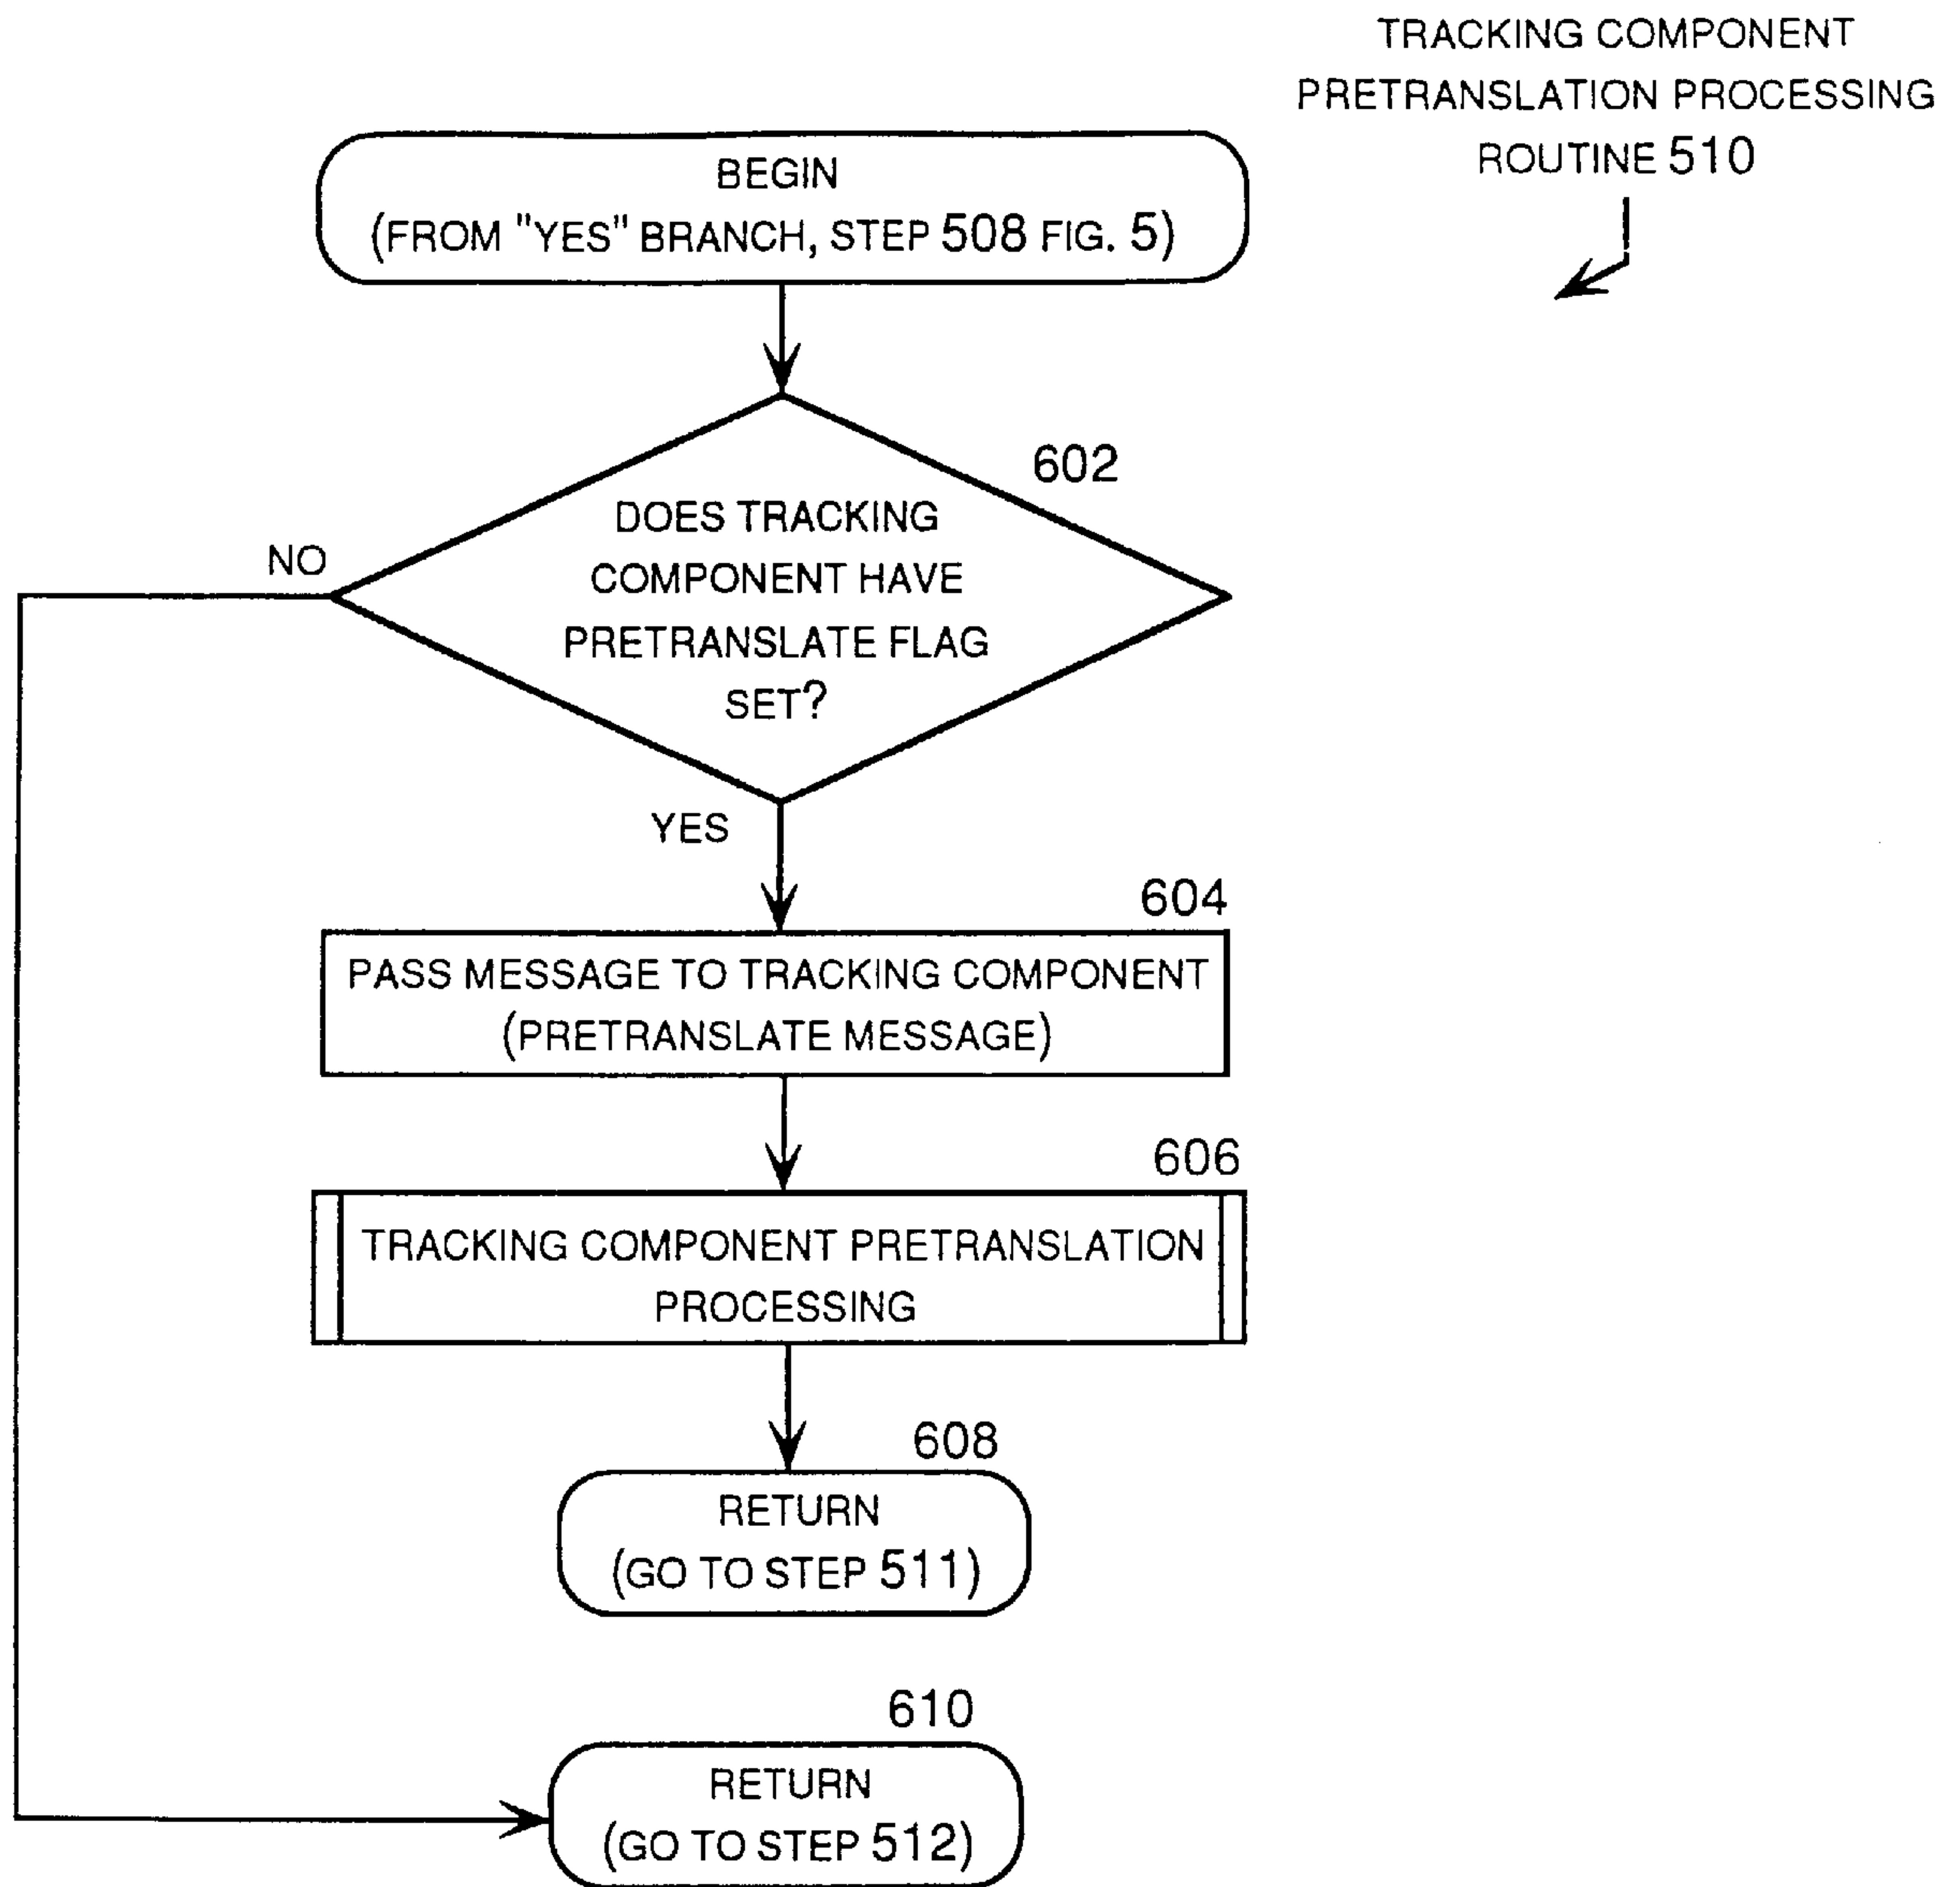 TRACKING COMPONENT
PRETRANSLATION PROCESSING
ROUTINE 510
BEGIN
(FROM "YES" BRANCH, STEP 508 FIG. 5)
602
DOES TRACKING
COMPONENT HAVE
PRETRANSLATE FLAG
SET?
NO
YES
604
PASS MESSAGE TO TRACKING COMPONENT
(PRETRANSLATE MESSAGE)
606
TRACKING COMPONENT PRETRANSLATION
PROCESSING
608
RETURN
(GO TO STEP 511)
610
RETURN
(GO TO STEP 512)